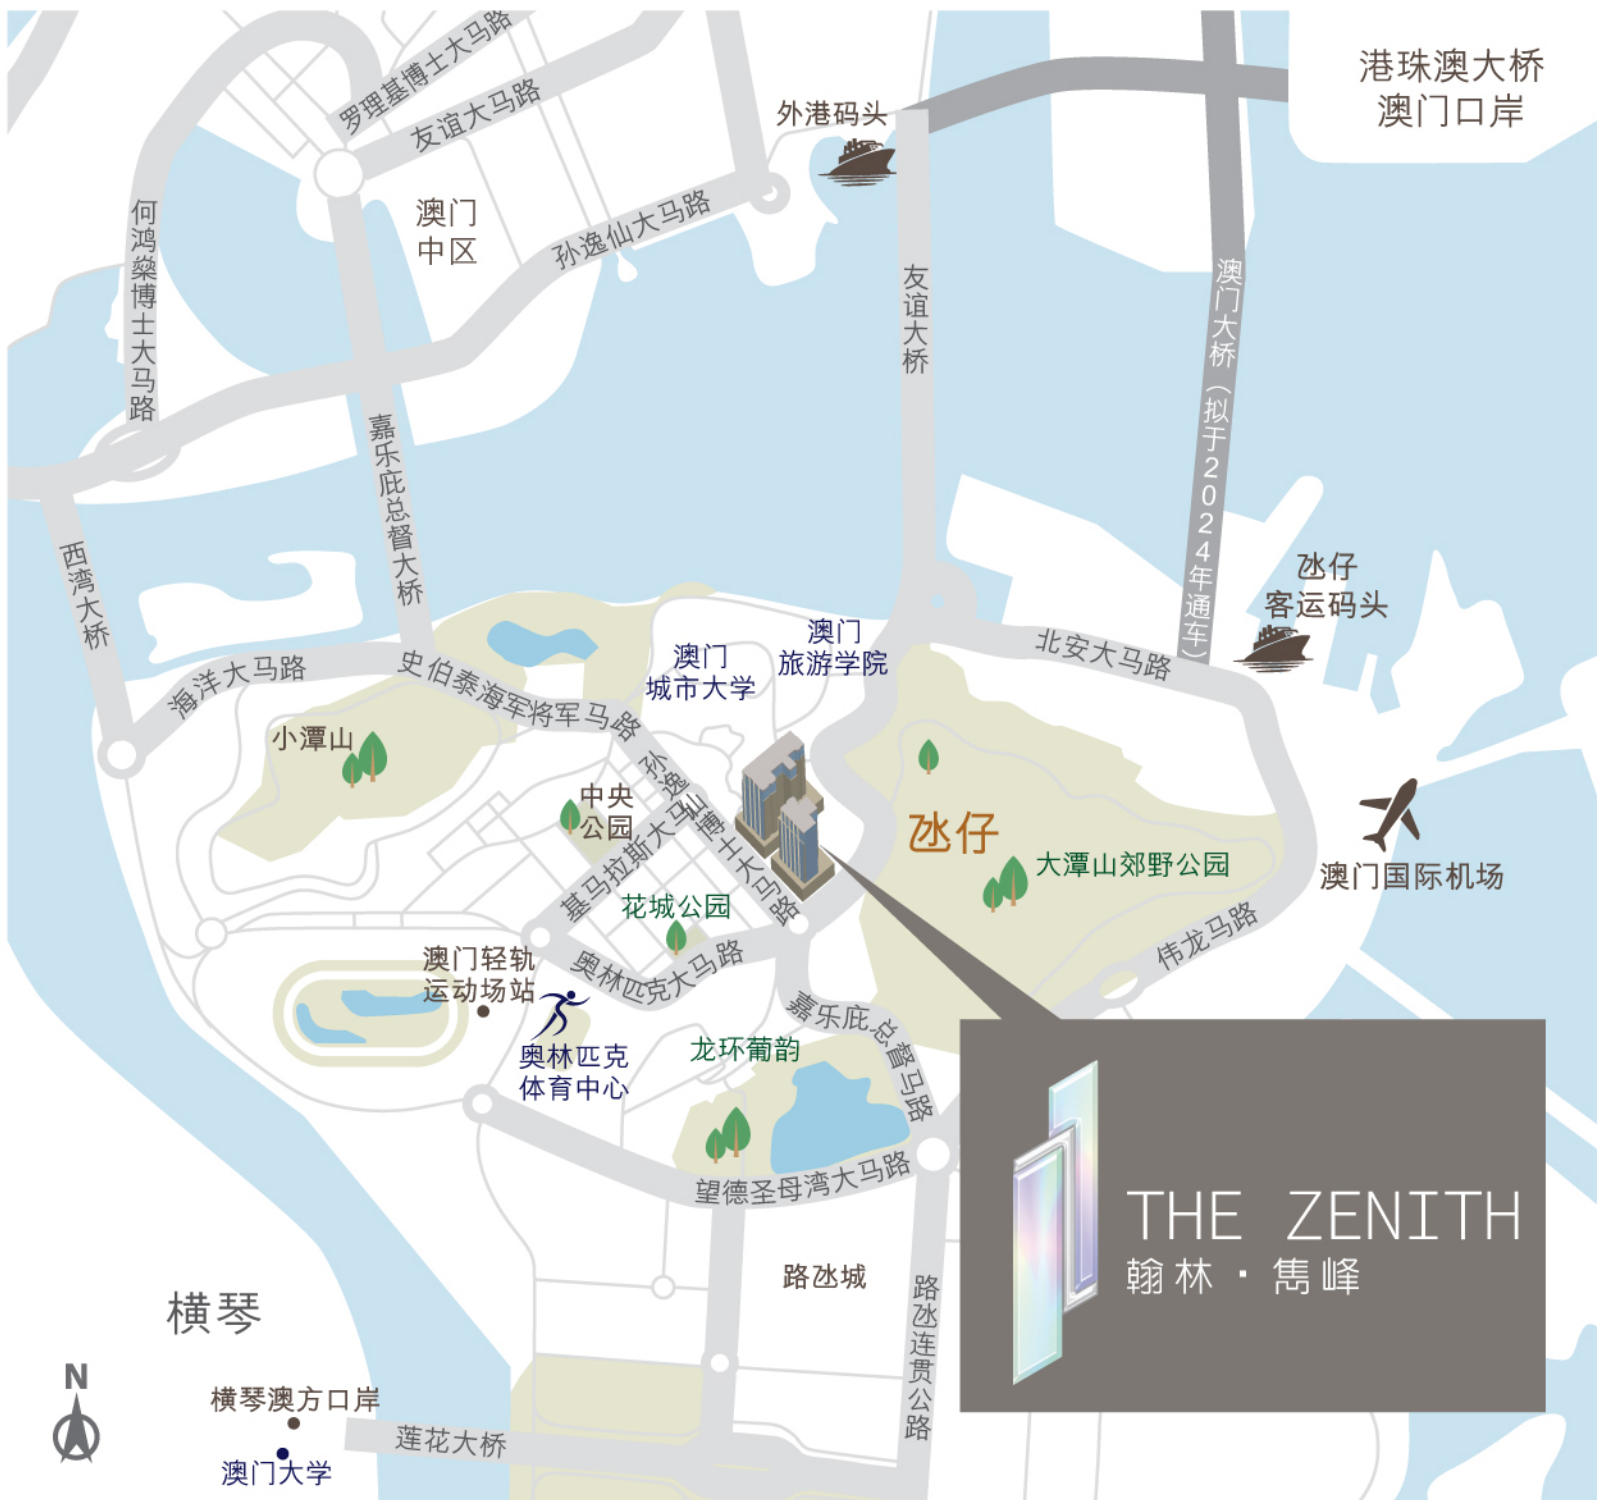 罗理基博士大马路
友谊大马路
外港码头
港珠澳大桥
澳门口岸
何鸿燊博士大马路
澳门
中区
孙逸仙大马路
友谊大桥
澳门大桥（拟于2024年通车）
嘉乐庇总督大桥
西湾大桥
氹仔
客运码头
海洋大马路
史伯泰海军将军马路
澳门
城市大学
澳门
旅游学院
北安大马路
小潭山
中央
公园
孙逸仙博士大马路
基马拉斯大马路
氹仔
大潭山郊野公园
澳门国际机场
花城公园
澳门轻轨
运动场站
奥林匹克大马路
伟龙马路
嘉乐庇总督马路
奥林匹克
体育中心
龙环葡韵
望德圣母湾大马路
THE ZENITH
翰林·雋峰
路氹城
路氹连贯公路
横琴
N
横琴澳方口岸
澳门大学
莲花大桥